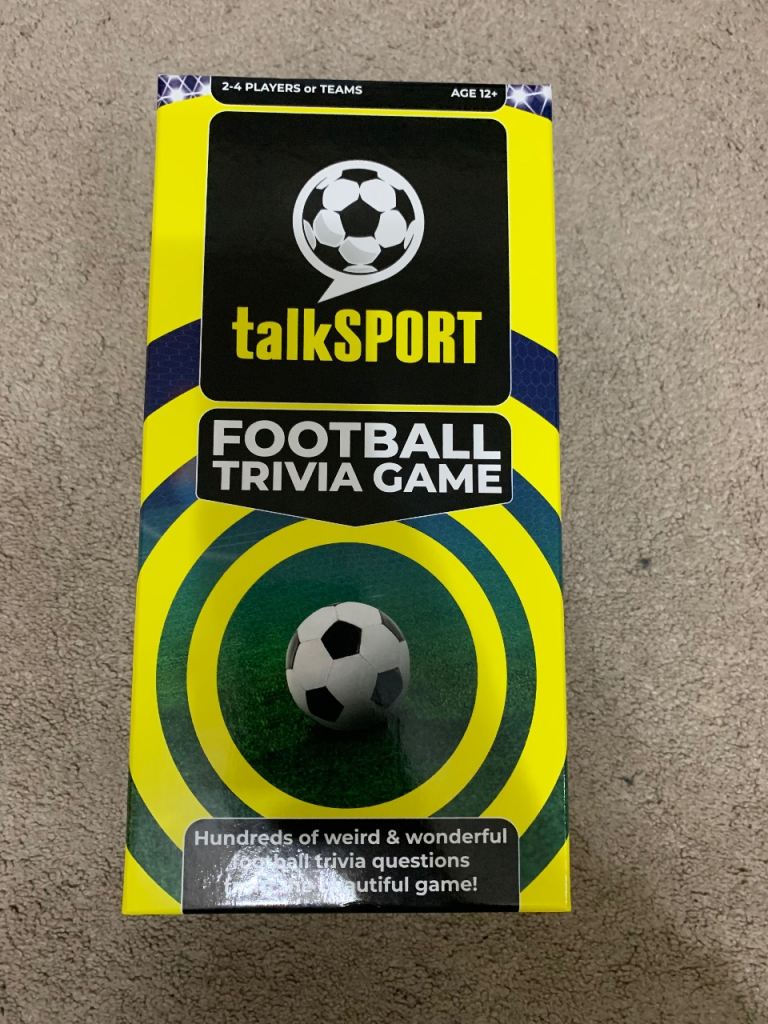 2-4 PLAYERS or TEAMS AGE 12+
talkSPORT
FOOTBALL
TRIVIA GAME
Hundreds of weird & wonderful
football trivia questions
beautiful game!